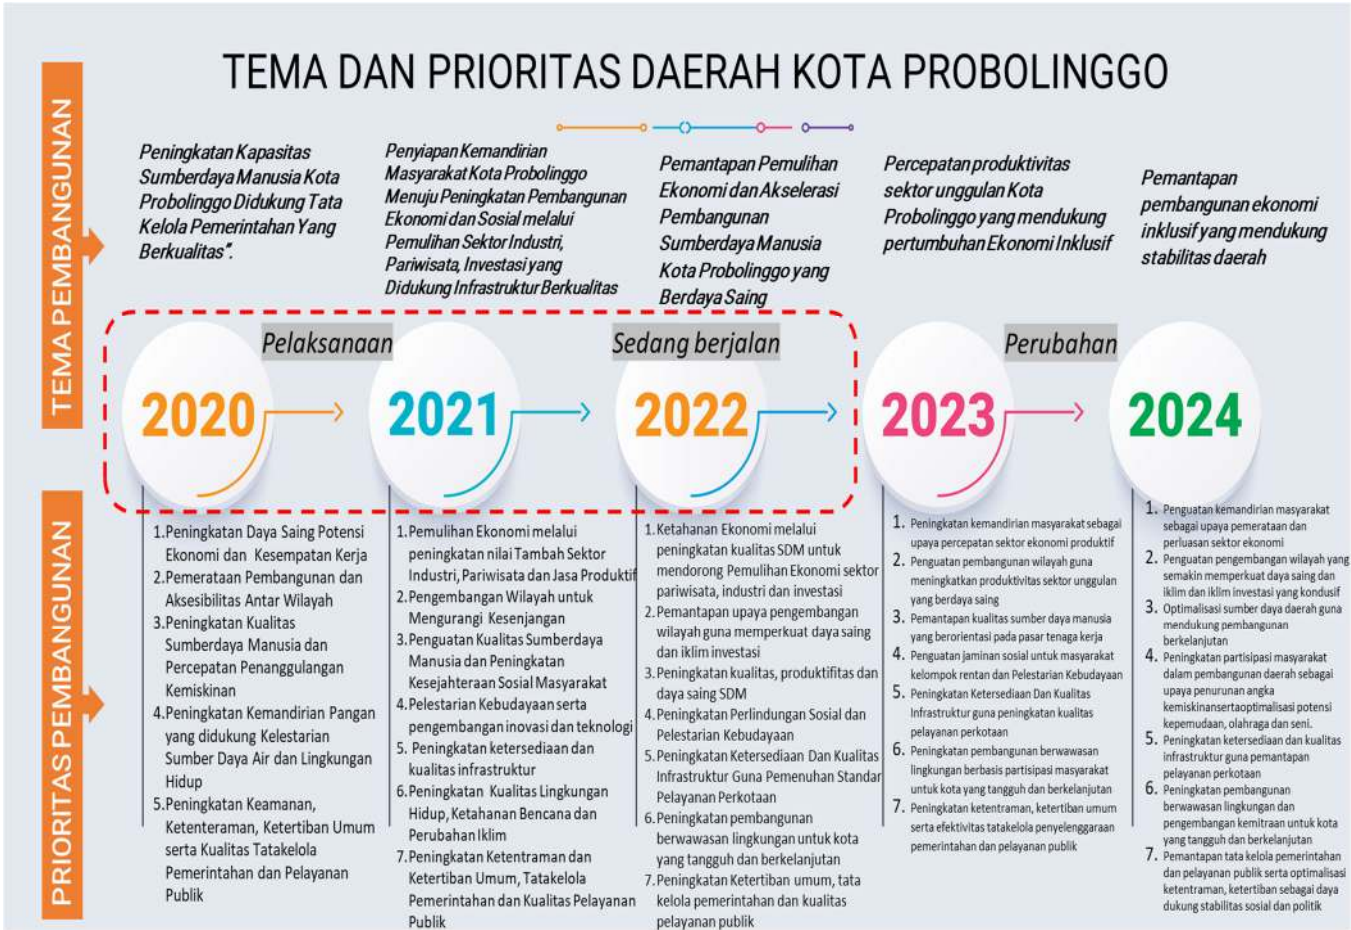 TEMA DAN PRIORITAS DAERAH KOTA PROBOLINGGO
TEMA PEMBANGUNAN
Peningkatan Kapasitas
Sumberdaya Manusia Kota
Probolinggo Didukung Tata
Kelola Pemerintahan Yang
Berkualitas”.
Penyiapan Kemandirian
Masyarakat Kota Probolinggo
Menuju Peningkatan Pembangunan
Ekonomi dan Sosial melalui
Pemulihan Sektor Industri,
Pariwisata, Investasi yang
Didukung Infrastruktur Berkualitas
Pemantapan Pemulihan
Ekonomi dan Akselerasi
Pembangunan
Sumberdaya Manusia
Kota Probolinggo yang
Berdaya Saing
Percepatan produktivitas
sektor unggulan Kota
Probolinggo yang mendukung
pertumbuhan Ekonomi Inklusif
Pemantapan
pembangunan ekonomi
inklusif yang mendukung
stabilitas daerah
Pelaksanaan
Sedang berjalan
Perubahan
2020
2021
2022
2023
2024
PRIORITAS PEMBANGUNAN
1.Peningkatan Daya Saing Potensi
Ekonomi dan Kesempatan Kerja
2.Pemerataan Pembangunan dan
Aksesibilitas Antar Wilayah
3.Peningkatan Kualitas
Sumberdaya Manusia dan
Percepatan Penanggulangan
Kemiskinan
4.Peningkatan Kemandirian Pangan
yang didukung Kelestarian
Sumber Daya Air dan Lingkungan
Hidup
5.Peningkatan Keamanan,
Ketenteraman, Ketertiban Umum
serta Kualitas Tatakelola
Pemerintahan dan Pelayanan
Publik
1.Pemulihan Ekonomi melalui
peningkatan nilai Tambah Sektor
Industri, Pariwisata dan Jasa Produktif
2.Pengembangan Wilayah untuk
Mengurangi Kesenjangan
3.Penguatan Kualitas Sumberdaya
Manusia dan Peningkatan
Kesejahteraan Sosial Masyarakat
4.Pelestarian Kebudayaan serta
pengembangan inovasi dan teknologi
5. Peningkatan ketersediaan dan
kualitas infrastruktur
6.Peningkatan Kualitas Lingkungan
Hidup, Ketahanan Bencana dan
Perubahan Iklim
7.Peningkatan Ketentraman dan
Ketertiban Umum, Tatakelola
Pemerintahan dan Kualitas Pelayanan
Publik
1.Ketahanan Ekonomi melalui
peningkatan kualitas SDM untuk
mendorong Pemulihan Ekonomi sektor
pariwisata, industri dan investasi
2.Pemantapan upaya pengembangan
wilayah guna memperkuat daya saing
dan iklim investasi
3.Peningkatan kualitas, produktifitas dan
daya saing SDM
4.Peningkatan Perlindungan Sosial dan
Pelestarian Kebudayaan
5.Peningkatan Ketersediaan Dan Kualitas
Infrastruktur Guna Pemenuhan Standar
Pelayanan Perkotaan
6.Peningkatan pembangunan
berwawasan lingkungan untuk kota
yang tangguh dan berkelanjutan
7.Peningkatan Ketertiban umum, tata
kelola pemerintahan dan kualitas
pelayanan publik
1. Peningkatan kemandirian masyarakat sebagai
upaya percepatan sektor ekonomi produktif
2. Penguatan pembangunan wilayah guna
meningkatkan produktivitas sektor unggulan
yang berdaya saing
3. Pemantapan kualitas sumber daya manusia
yang berorientasi pada pasar tenaga kerja
4. Penguatan jaminan sosial untuk masyarakat
kelompok rentan dan Pelestarian Kebudayaan
5. Peningkatan Ketersediaan Dan Kualitas
Infrastruktur guna peningkatan kualitas
pelayanan perkotaan
6. Peningkatan pembangunan berwawasan
lingkungan berbasis partisipasi masyarakat
untuk kota yang tangguh dan berkelanjutan
7. Peningkatan ketentraman, ketertiban umum
serta efektivitas tatakelola penyelenggaraan
pemerintahan dan pelayanan publik
1. Penguatan kemandirian masyarakat
sebagai upaya pemerataan dan
perluasan sektor ekonomi
2. Penguatan pengembangan wilayah yang
semakin memperkuat daya saing dan
iklim dan iklim investasi yang kondusif
3. Optimalisasi sumber daya daerah guna
mendukung pembangunan
berkelanjutan
4. Peningkatan partisipasi masyarakat
dalam pembangunan daerah sebagai
upaya penurunan angka
kemiskinansertaoptimalisasi potensi
kepemudaan, olahraga dan seni.
5. Peningkatan ketersediaan dan kualitas
infrastruktur guna pemantapan
pelayanan perkotaan
6. Peningkatan pembangunan
berwawasan lingkungan dan
pengembangan kemitraan untuk kota
yang tangguh dan berkelanjutan
7. Pemantapan tata kelola pemerintahan
dan pelayanan publik serta optimalisasi
ketentraman, ketertiban sebagai daya
dukung stabilitas sosial dan politik